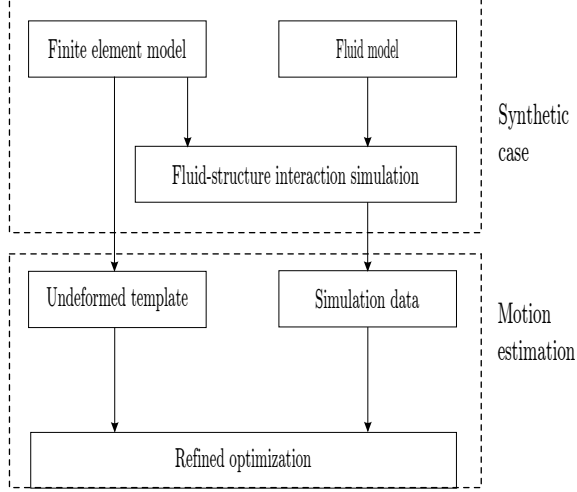 Finite element model
Fluid model
Synthetic
case
Fluid-structure interaction simulation
Undeformed template
Simulation data
Motion
estimation
Refined optimization